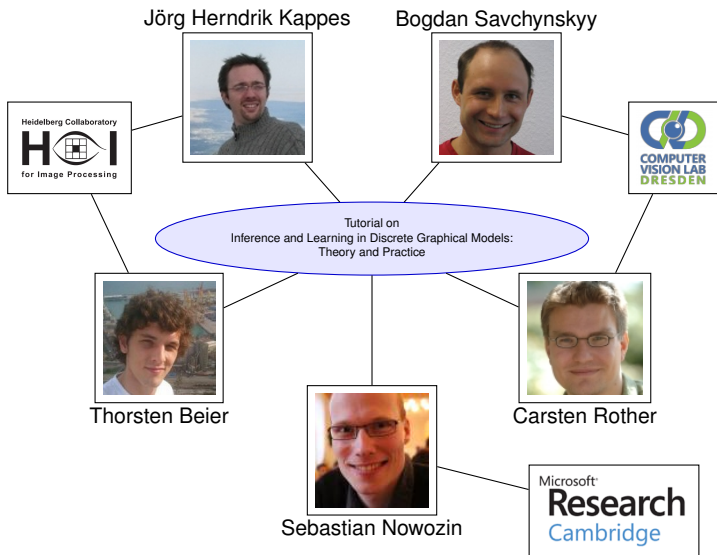 Jörg Herndrik Kappes
Bogdan Savchynskyy
Heidelberg Collaboratory
HCI
for Image Processing
COMPUTER
VISION LAB
DRESDEN
Tutorial on
Inference and Learning in Discrete Graphical Models:
Theory and Practice
Thorsten Beier
Carsten Rother
Sebastian Nowozin
Microsoft
Research
Cambridge